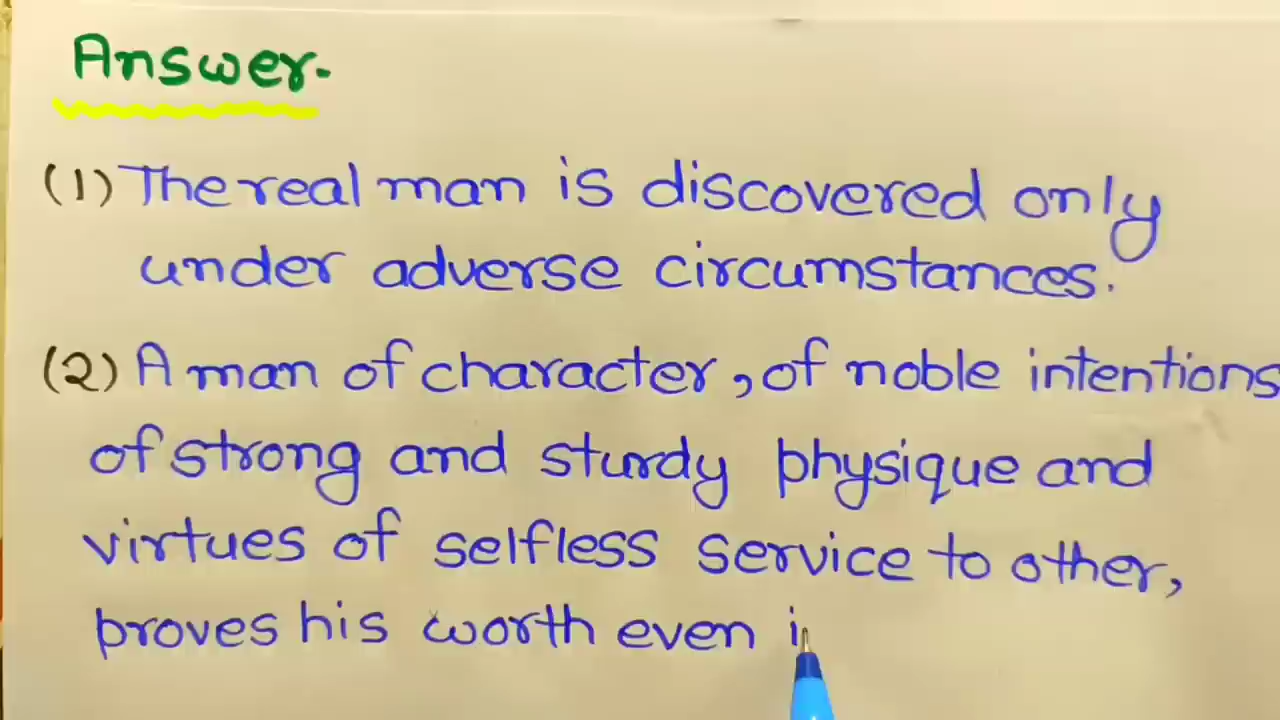 Answer.
(1) The real man is discovered only
under adverse circumstances.
(2) A man of character, of noble intentions
of strong and sturdy physique and
virtues of selfless service to other,
proves his worth even i